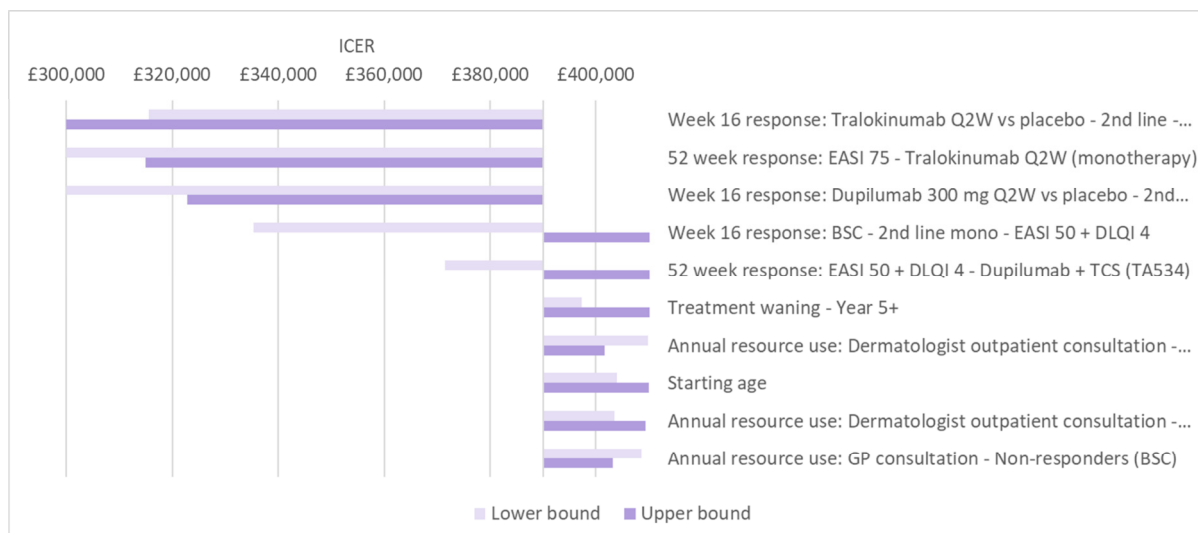 ICER
£300,000 £320,000 £340,000 £360,000 £380,000 £400,000
Week 16 response: Tralokinumab Q2W vs placebo - 2nd line -...
52 week response: EASI 75 - Tralokinumab Q2W (monotherapy)
Week 16 response: Dupilumab 300 mg Q2W vs placebo - 2nd...
Week 16 response: BSC - 2nd line mono - EASI 50 + DLQI 4
52 week response: EASI 50 + DLQI 4 - Dupilumab + TCS (TA534)
Treatment waning - Year 5+
Annual resource use: Dermatologist outpatient consultation -...
Starting age
Annual resource use: Dermatologist outpatient consultation -...
Annual resource use: GP consultation - Non-responders (BSC)
Lower bound Upper bound